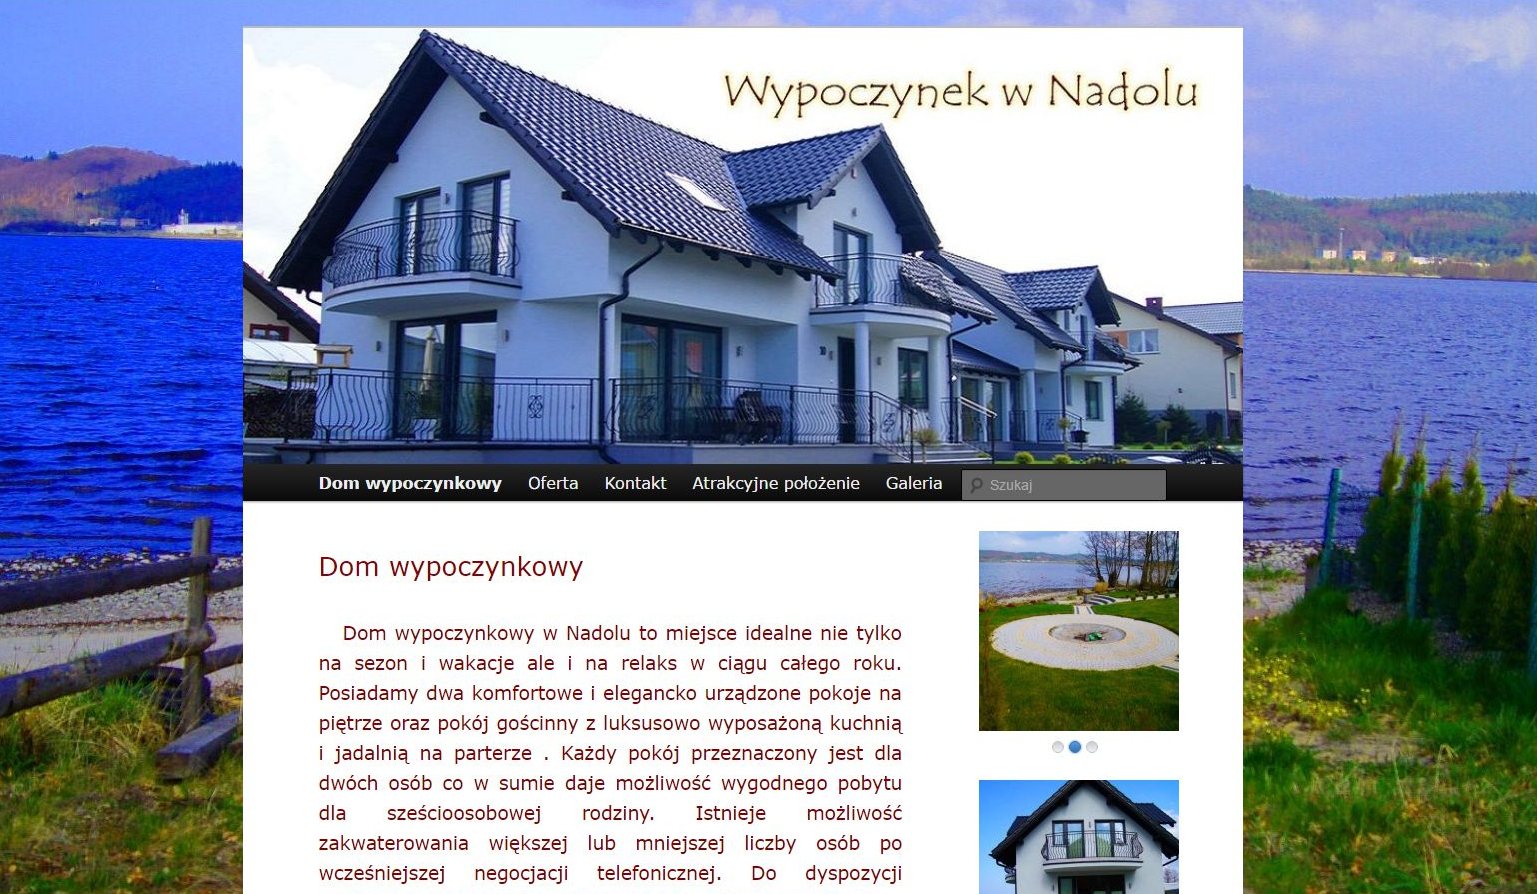 Wypoczynek w Nadolu
Dom wypoczynkowy Oferta Kontakt Atrakcyjne położenie Galeria Szukaj
Dom wypoczynkowy
Dom wypoczynkowy w Nadolu to miejsce idealne nie tylko
na sezon i wakacje ale i na relaks w ciągu całego roku.
Posiadamy dwa komfortowe i elegancko urządzone pokoje na
piętrze oraz pokój gościnny z luksusowo wyposażoną kuchnią
i jadalnią na parterze . Każdy pokój przeznaczony jest dla
dwóch osób co w sumie daje możliwość wygodnego pobytu
dla sześcioosobowej rodziny. Istnieje możliwość
zakwaterowania większej lub mniejszej liczby osób po
wcześniejszej negocjacji telefonicznej. Do dyspozycji